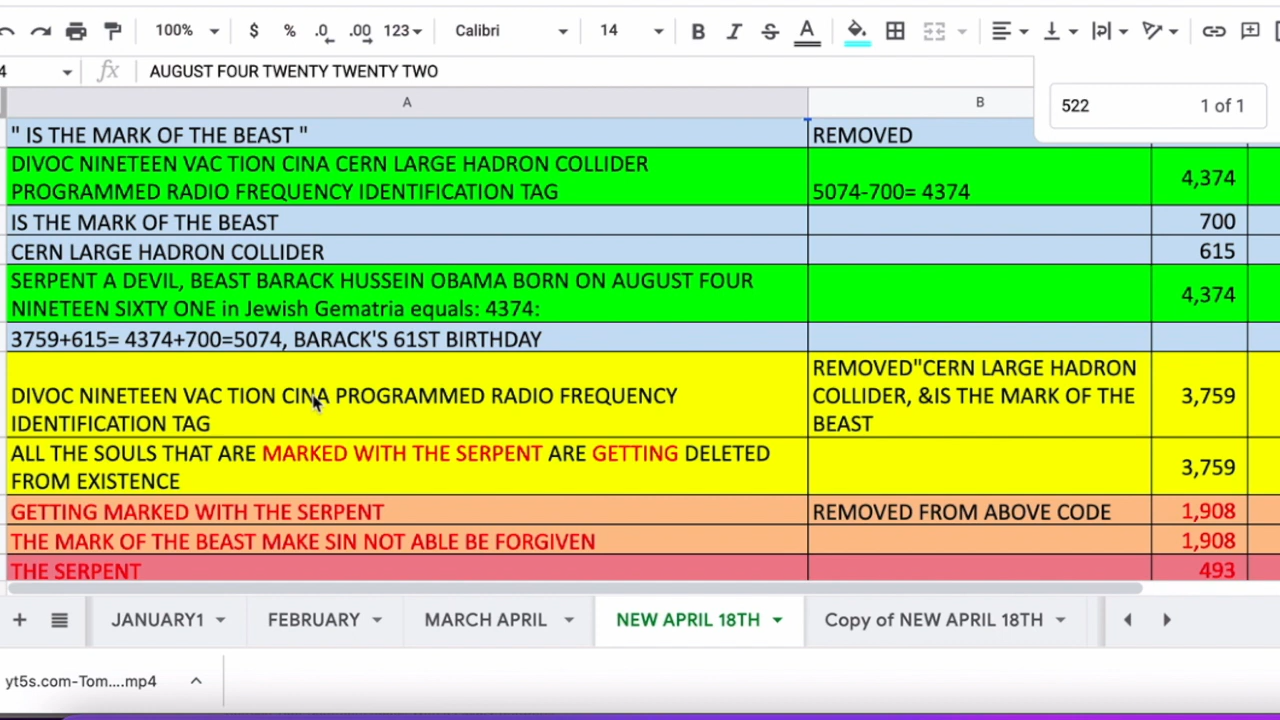 100%
$
%
.0
.00
123
Calibri
14
B
I
S
A
4
fx
AUGUST FOUR TWENTY TWENTY TWO
522
1 of 1
A
B
" IS THE MARK OF THE BEAST "
REMOVED
DIVOC NINETEEN VAC TION CINA CERN LARGE HADRON COLLIDER
PROGRAMMED RADIO FREQUENCY IDENTIFICATION TAG
5074-700= 4374
4,374
IS THE MARK OF THE BEAST
700
CERN LARGE HADRON COLLIDER
615
SERPENT A DEVIL, BEAST BARACK HUSSEIN OBAMA BORN ON AUGUST FOUR
NINETEEN SIXTY ONE in Jewish Gematria equals: 4374:
4,374
3759+615= 4374+700=5074, BARACK'S 61ST BIRTHDAY
DIVOC NINETEEN VAC TION CINA PROGRAMMED RADIO FREQUENCY
IDENTIFICATION TAG
REMOVED"CERN LARGE HADRON
COLLIDER, &IS THE MARK OF THE
BEAST
3,759
ALL THE SOULS THAT ARE MARKED WITH THE SERPENT ARE GETTING DELETED
FROM EXISTENCE
3,759
GETTING MARKED WITH THE SERPENT
REMOVED FROM ABOVE CODE
1,908
THE MARK OF THE BEAST MAKE SIN NOT ABLE BE FORGIVEN
1,908
THE SERPENT
493
JANUARY1
FEBRUARY
MARCH APRIL
NEW APRIL 18TH
Copy of NEW APRIL 18TH
yt5s.com-Tom....mp4